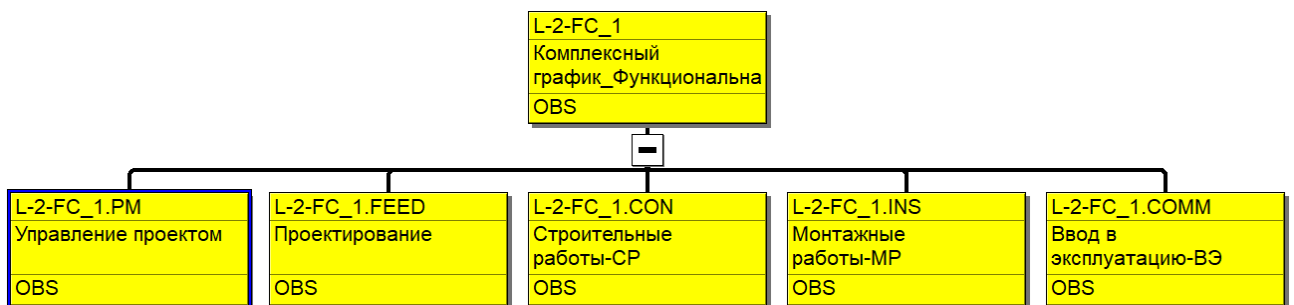 L-2-FC_1
Комплексный
график_Функциональна
OBS
L-2-FC_1.PM
Управление проектом
OBS
L-2-FC_1.FEED
Проектирование
OBS
L-2-FC_1.CON
Строительные
работы-СР
OBS
L-2-FC_1.INS
Монтажные
работы-МР
OBS
L-2-FC_1.COMM
Ввод в
эксплуатацию-ВЭ
OBS